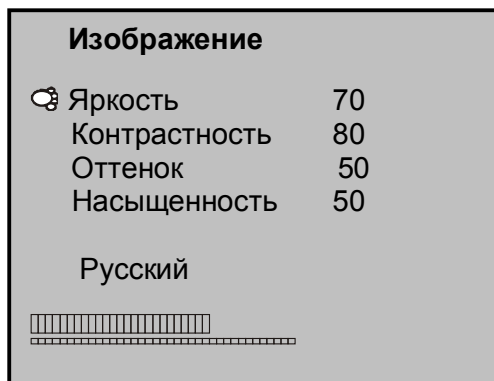 Изображение
Яркость 70
Контрастность 80
Оттенок 50
Насыщенность 50
Русский